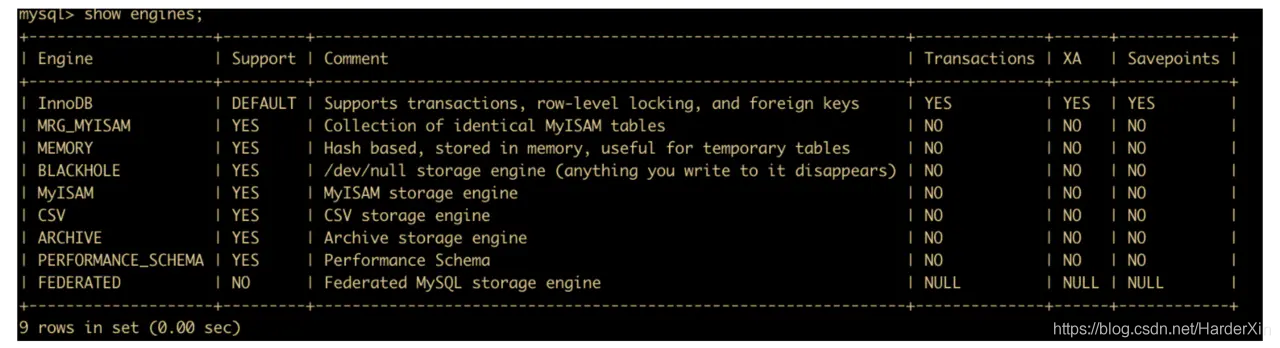 mysql> show engines;
+--------------------+---------+----------------------------------------------------------------+--------------+------+------------+
| Engine | Support | Comment | Transactions | XA | Savepoints |
+--------------------+---------+----------------------------------------------------------------+--------------+------+------------+
| InnoDB | DEFAULT | Supports transactions, row-level locking, and foreign keys | YES | YES | YES |
| MRG_MYISAM | YES | Collection of identical MyISAM tables | NO | NO | NO |
| MEMORY | YES | Hash based, stored in memory, useful for temporary tables | NO | NO | NO |
| BLACKHOLE | YES | /dev/null storage engine (anything you write to it disappears) | NO | NO | NO |
| MyISAM | YES | MyISAM storage engine | NO | NO | NO |
| CSV | YES | CSV storage engine | NO | NO | NO |
| ARCHIVE | YES | Archive storage engine | NO | NO | NO |
| PERFORMANCE_SCHEMA | YES | Performance Schema | NO | NO | NO |
| FEDERATED | NO | Federated MySQL storage engine | NULL | NULL | NULL |
+--------------------+---------+----------------------------------------------------------------+--------------+------+------------+
9 rows in set (0.00 sec)
https://blog.csdn.net/HarderXin